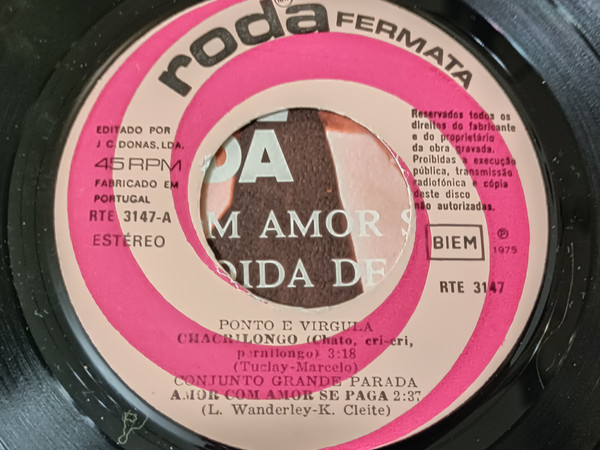 roda FERMATA
EDITADO POR
J C. DONAS, LDA.
45 RPM
FABRICADO EM
PORTUGAL
RTE 3147-A
ESTÉREO
Reservados todos os
direitos do fabricante
e do proprietário
da obra gravada.
Proibidas a execução
pública, transmissão
radiofónica e cópia
deste disco
não autorizadas.
BIEM
℗
1975
RTE 3147
DA
M AMOR S
DIDA DE
PONTO E VIRGULA
CHACRILONGO (Chato, cri-cri,
pernilongo) 3:18
(Tuclay-Marcelo)
CONJUNTO GRANDE PARADA
AMOR COM AMOR SE PAGA 2:37
(L. Wanderley-K. Cleite)